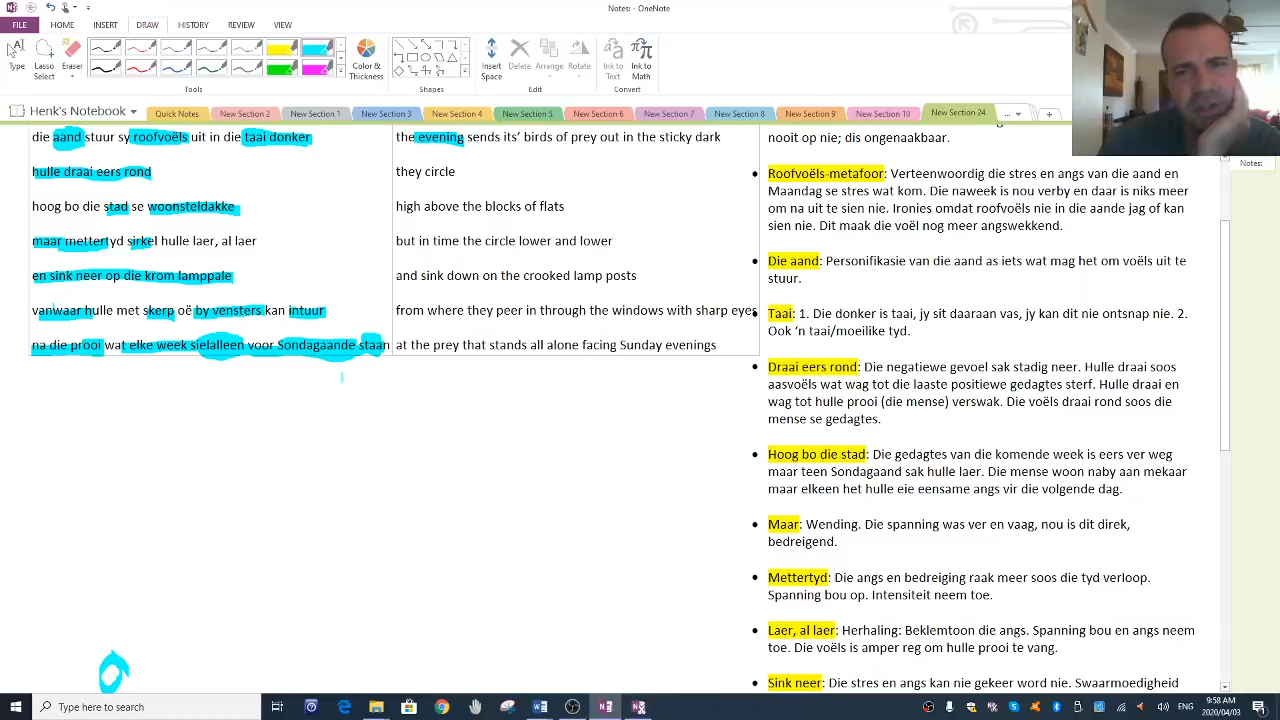 Notes: - OneNote
FILE HOME INSERT DRAW HISTORY REVIEW VIEW
Type Lasso Select Eraser Color & Thickness Insert Space Delete Arrange Rotate Ink to Text Ink to Math
Tools Shapes Edit Convert
Henk's Notebook Quick Notes New Section 2 New Section 1 New Section 3 New Section 4 New Section 5 New Section 6 New Section 7 New Section 8 New Section 9 New Section 10 New Section 24 ...
Notes:
die aand stuur sy roofvoëls uit in die taai donker
hulle draai eers rond
hoog bo die stad se woonsteldakke
maar mettertyd sirkel hulle laer, al laer
en sink neer op die krom lamppale
vanwaar hulle met skerp oë by vensters kan intuur
na die prooi wat elke week sielalleen voor Sondagaande staan
the evening sends its' birds of prey out in the sticky dark
they circle
high above the blocks of flats
but in time the circle lower and lower
and sink down on the crooked lamp posts
from where they peer in through the windows with sharp eyes
at the prey that stands all alone facing Sunday evenings
nooit op nie; dis ongenaakbaar.
• Roofvoëls-metafoor: Verteenwoordig die stres en angs van die aand en
Maandag se stres wat kom. Die naweek is nou verby en daar is niks meer
om na uit te sien nie. Ironies omdat roofvoëls nie in die aande jag of kan
sien nie. Dit maak die voël nog meer angswekkend.
• Die aand: Personifikasie van die aand as iets wat mag het om voëls uit te
stuur.
• Taai: 1. Die donker is taai, jy sit daaraan vas, jy kan dit nie ontsnap nie. 2.
Ook ‘n taai/moeilike tyd.
• Draai eers rond: Die negatiewe gevoel sak stadig neer. Hulle draai soos
aasvoëls wat wag tot die laaste positiewe gedagtes sterf. Hulle draai en
wag tot hulle prooi (die mense) verswak. Die voëls draai rond soos die
mense se gedagtes.
• Hoog bo die stad: Die gedagtes van die komende week is eers ver weg
maar teen Sondagaand sak hulle laer. Die mense woon naby aan mekaar
maar elkeen het hulle eie eensame angs vir die volgende dag.
• Maar: Wending. Die spanning was ver en vaag, nou is dit direk,
bedreigend.
• Mettertyd: Die angs en bedreiging raak meer soos die tyd verloop.
Spanning bou op. Intensiteit neem toe.
• Laer, al laer: Herhaling: Beklemtoon die angs. Spanning bou en angs neem
toe. Die voëls is amper reg om hulle prooi te vang.
• Sink neer: Die stres en angs kan nie gekeer word nie. Swaarmoedigheid
Type here to search
ENG
9:58 AM
2020/04/03